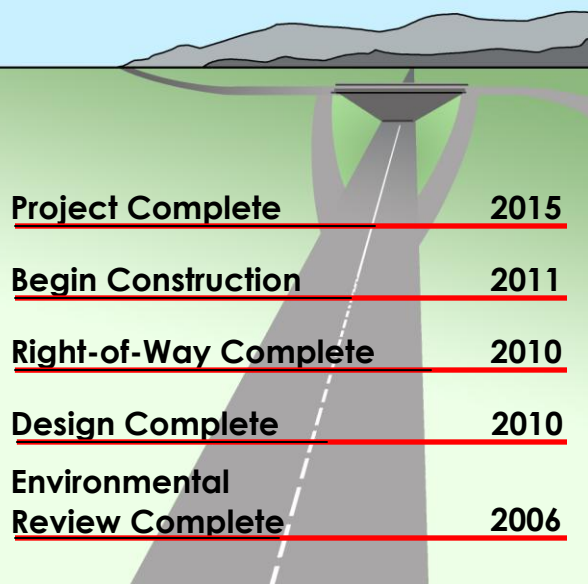 Project Complete 2015
Begin Construction 2011
Right-of-Way Complete 2010
Design Complete 2010
Environmental
Review Complete 2006